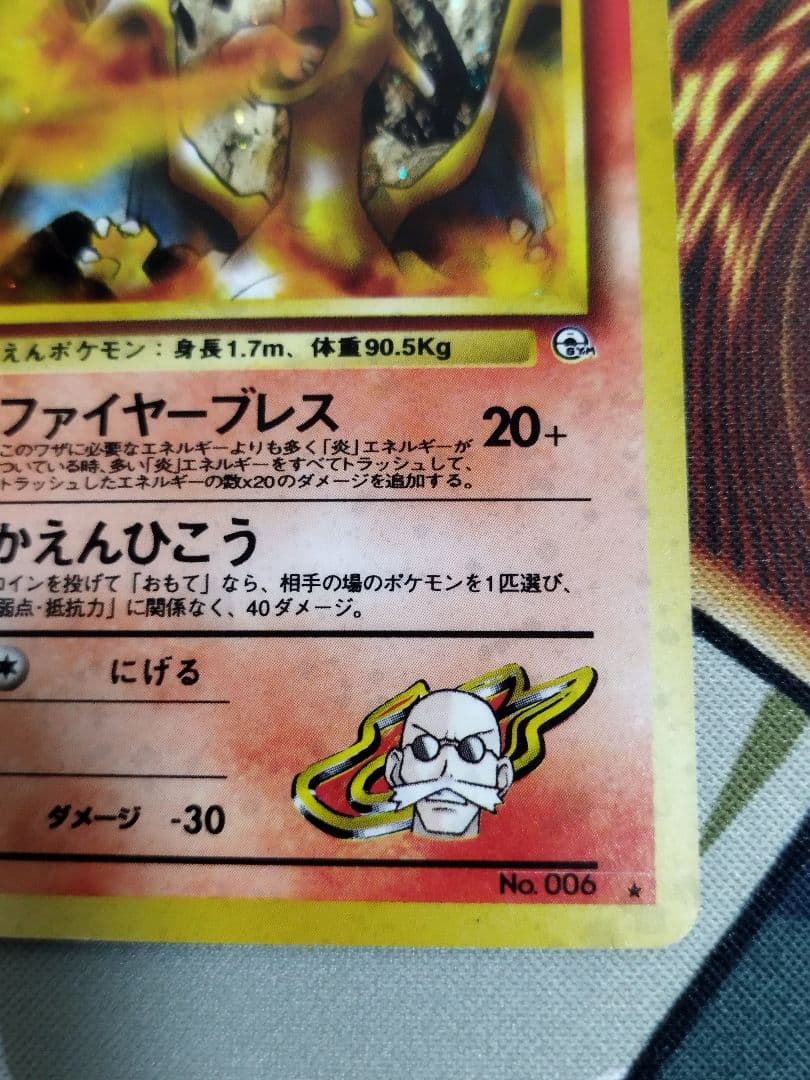 えんポケモン：身長1.7m、体重90.5Kg
GYM
ファイヤーブレス 20+
このワザに必要なエネルギーよりも多く「炎」エネルギーが
ついている時、多い「炎」エネルギーをすべてトラッシュして、
トラッシュしたエネルギーの数x20のダメージを追加する。
かえんひこう
コインを投げて「おもて」なら、相手の場のポケモンを1匹選び、
弱点・抵抗力」に関係なく、40ダメージ。
にげる
ダメージ -30
No. 006 ★